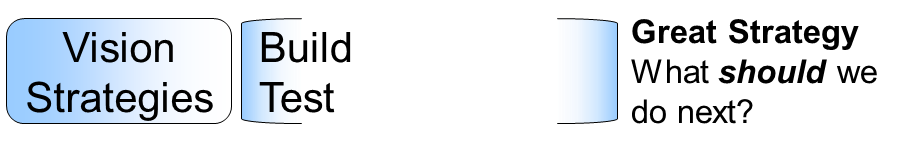 Vision
Strategies
Build
Test
Great Strategy
What should we
do next?